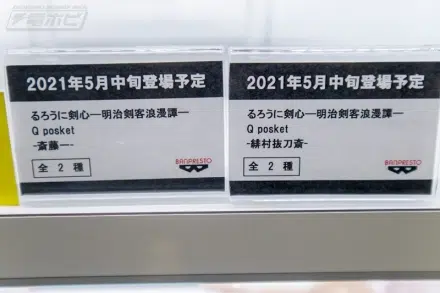 電ホビ
2021年5月中旬登場予定
るろうに剣心―明治剣客浪漫譚―
Q posket
-斎藤一-
全2種
BANPRESTO
2021年5月中旬登場予定
るろうに剣心―明治剣客浪漫譚―
Q posket
-緋村抜刀斎-
全2種
BANPRESTO